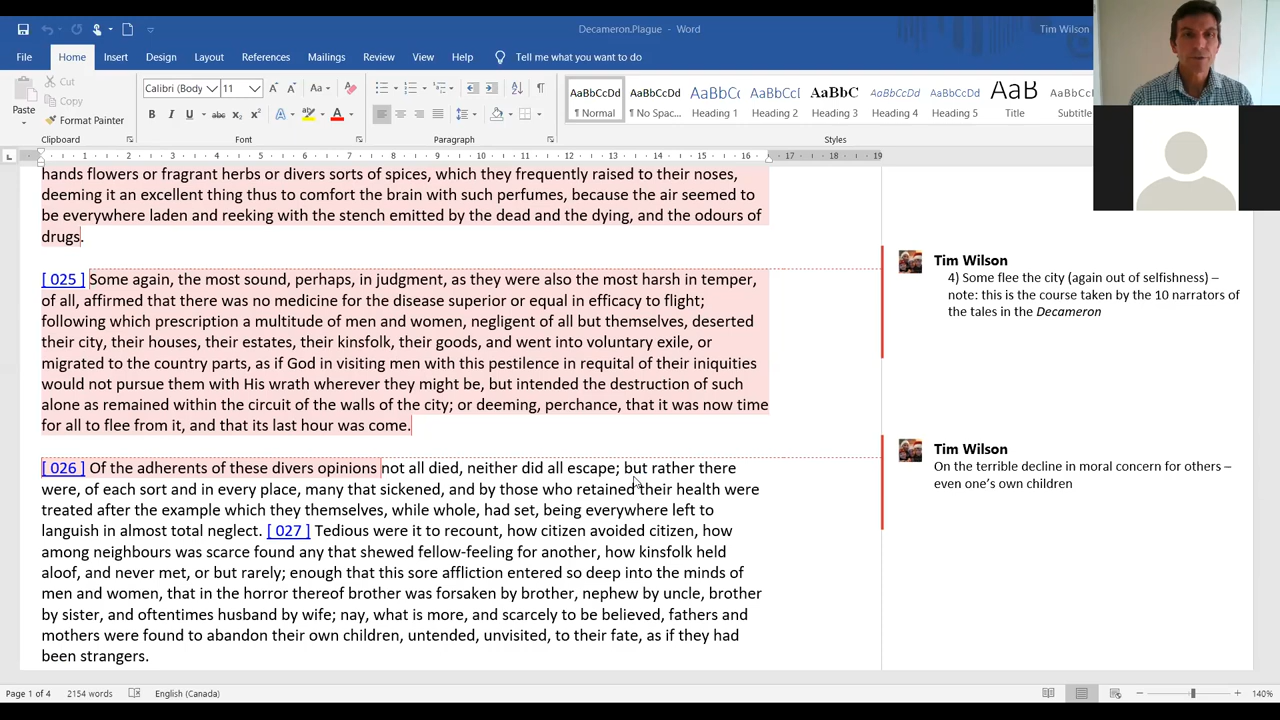 Decameron.Plague - Word
Tim Wilson
File Home Insert Design Layout References Mailings Review View Help Tell me what you want to do
Paste
Cut
Copy
Format Painter
Clipboard
Calibri (Body 11
Font
Paragraph
AaBbCcDd AaBbCcDd AaBbC AaBbCcI AaBbC AaBbCcDd AaBbCcDd AaB AaBbCcD
¶ Normal ¶ No Spac... Heading 1 Heading 2 Heading 3 Heading 4 Heading 5 Title Subtitle
Styles
1 2 3 4 5 6 7 8 9 10 11 12 13 14 15 16 17 18 19
hands flowers or fragrant herbs or divers sorts of spices, which they frequently raised to their noses,
deeming it an excellent thing thus to comfort the brain with such perfumes, because the air seemed to
be everywhere laden and reeking with the stench emitted by the dead and the dying, and the odours of
drugs.
[ 025 ] Some again, the most sound, perhaps, in judgment, as they were also the most harsh in temper,
of all, affirmed that there was no medicine for the disease superior or equal in efficacy to flight;
following which prescription a multitude of men and women, negligent of all but themselves, deserted
their city, their houses, their estates, their kinsfolk, their goods, and went into voluntary exile, or
migrated to the country parts, as if God in visiting men with this pestilence in requital of their iniquities
would not pursue them with His wrath wherever they might be, but intended the destruction of such
alone as remained within the circuit of the walls of the city; or deeming, perchance, that it was now time
for all to flee from it, and that its last hour was come.
Tim Wilson
4) Some flee the city (again out of selfishness) –
note: this is the course taken by the 10 narrators of
the tales in the Decameron
[ 026 ] Of the adherents of these divers opinions not all died, neither did all escape; but rather there
were, of each sort and in every place, many that sickened, and by those who retained their health were
treated after the example which they themselves, while whole, had set, being everywhere left to
languish in almost total neglect. [ 027 ] Tedious were it to recount, how citizen avoided citizen, how
among neighbours was scarce found any that shewed fellow-feeling for another, how kinsfolk held
aloof, and never met, or but rarely; enough that this sore affliction entered so deep into the minds of
men and women, that in the horror thereof brother was forsaken by brother, nephew by uncle, brother
by sister, and oftentimes husband by wife; nay, what is more, and scarcely to be believed, fathers and
mothers were found to abandon their own children, untended, unvisited, to their fate, as if they had
been strangers.
Tim Wilson
On the terrible decline in moral concern for others –
even one's own children
Page 1 of 4 2154 words English (Canada) 140%